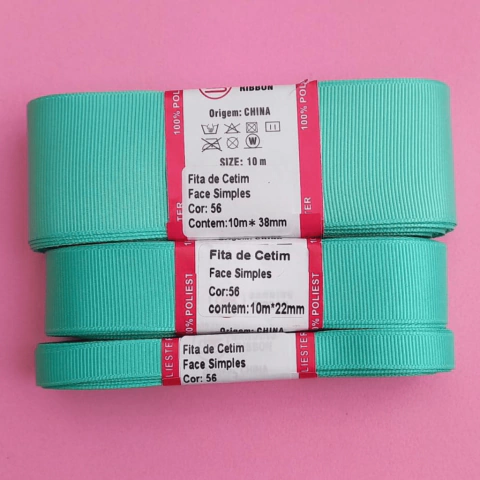 RIBBON
Origem: CHINA
SIZE: 10 m
100% POL
Fita de Cetim
Face Simples
Cor: 56
Contem:10m* 38mm
TER
Fita de Cetim
Face Simples
Cor:56
contem:10m*22mm
100% POLIEST
Origem: CHINA
LIESTER
Fita de Cetim
Face Simples
Cor: 56